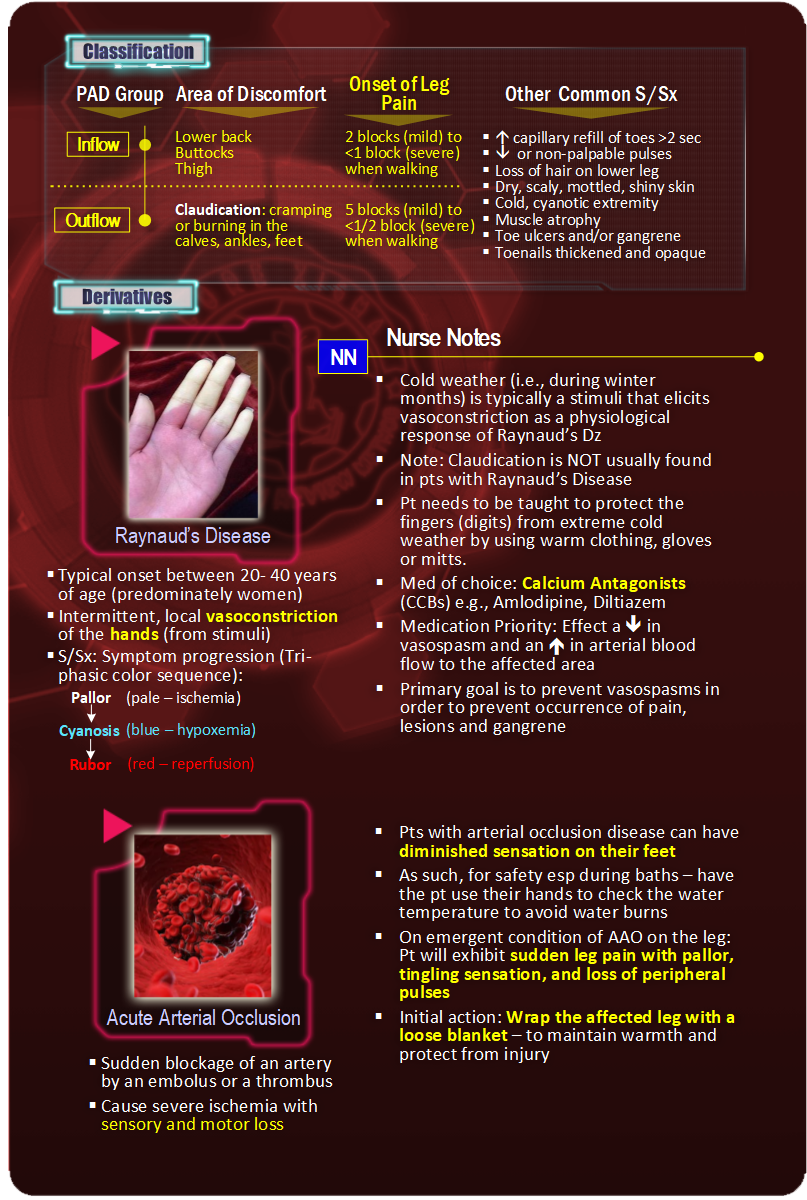 Classification
PAD Group
Area of Discomfort
Onset of Leg
Pain
Other Common S/Sx
Inflow
Lower back
Buttocks
Thigh
2 blocks (mild) to
<1 block (severe)
when walking
Outflow
Claudication: cramping
or burning in the
calves, ankles, feet
5 blocks (mild) to
<1/2 block (severe)
when walking
▪ ↑ capillary refill of toes >2 sec
▪ ↓ or non-palpable pulses
▪ Loss of hair on lower leg
▪ Dry, scaly, mottled, shiny skin
▪ Cold, cyanotic extremity
▪ Muscle atrophy
▪ Toe ulcers and/or gangrene
▪ Toenails thickened and opaque
Derivatives
Raynaud's Disease
▪ Typical onset between 20- 40 years
of age (predominately women)
▪ Intermittent, local vasoconstriction
of the hands (from stimuli)
▪ S/Sx: Symptom progression (Tri-
phasic color sequence):
Pallor (pale – ischemia)
Cyanosis (blue – hypoxemia)
Rubor (red – reperfusion)
NN
Nurse Notes
▪ Cold weather (i.e., during winter
months) is typically a stimuli that elicits
vasoconstriction as a physiological
response of Raynaud's Dz
▪ Note: Claudication is NOT usually found
in pts with Raynaud's Disease
▪ Pt needs to be taught to protect the
fingers (digits) from extreme cold
weather by using warm clothing, gloves
or mitts.
▪ Med of choice: Calcium Antagonists
(CCBs) e.g., Amlodipine, Diltiazem
▪ Medication Priority: Effect a ↓ in
vasospasm and an ↑ in arterial blood
flow to the affected area
▪ Primary goal is to prevent vasospasms in
order to prevent occurrence of pain,
lesions and gangrene
Acute Arterial Occlusion
▪ Sudden blockage of an artery
by an embolus or a thrombus
▪ Cause severe ischemia with
sensory and motor loss
▪ Pts with arterial occlusion disease can have
diminished sensation on their feet
▪ As such, for safety esp during baths – have
the pt use their hands to check the water
temperature to avoid water burns
▪ On emergent condition of AAO on the leg:
Pt will exhibit sudden leg pain with pallor,
tingling sensation, and loss of peripheral
pulses
▪ Initial action: Wrap the affected leg with a
loose blanket – to maintain warmth and
protect from injury